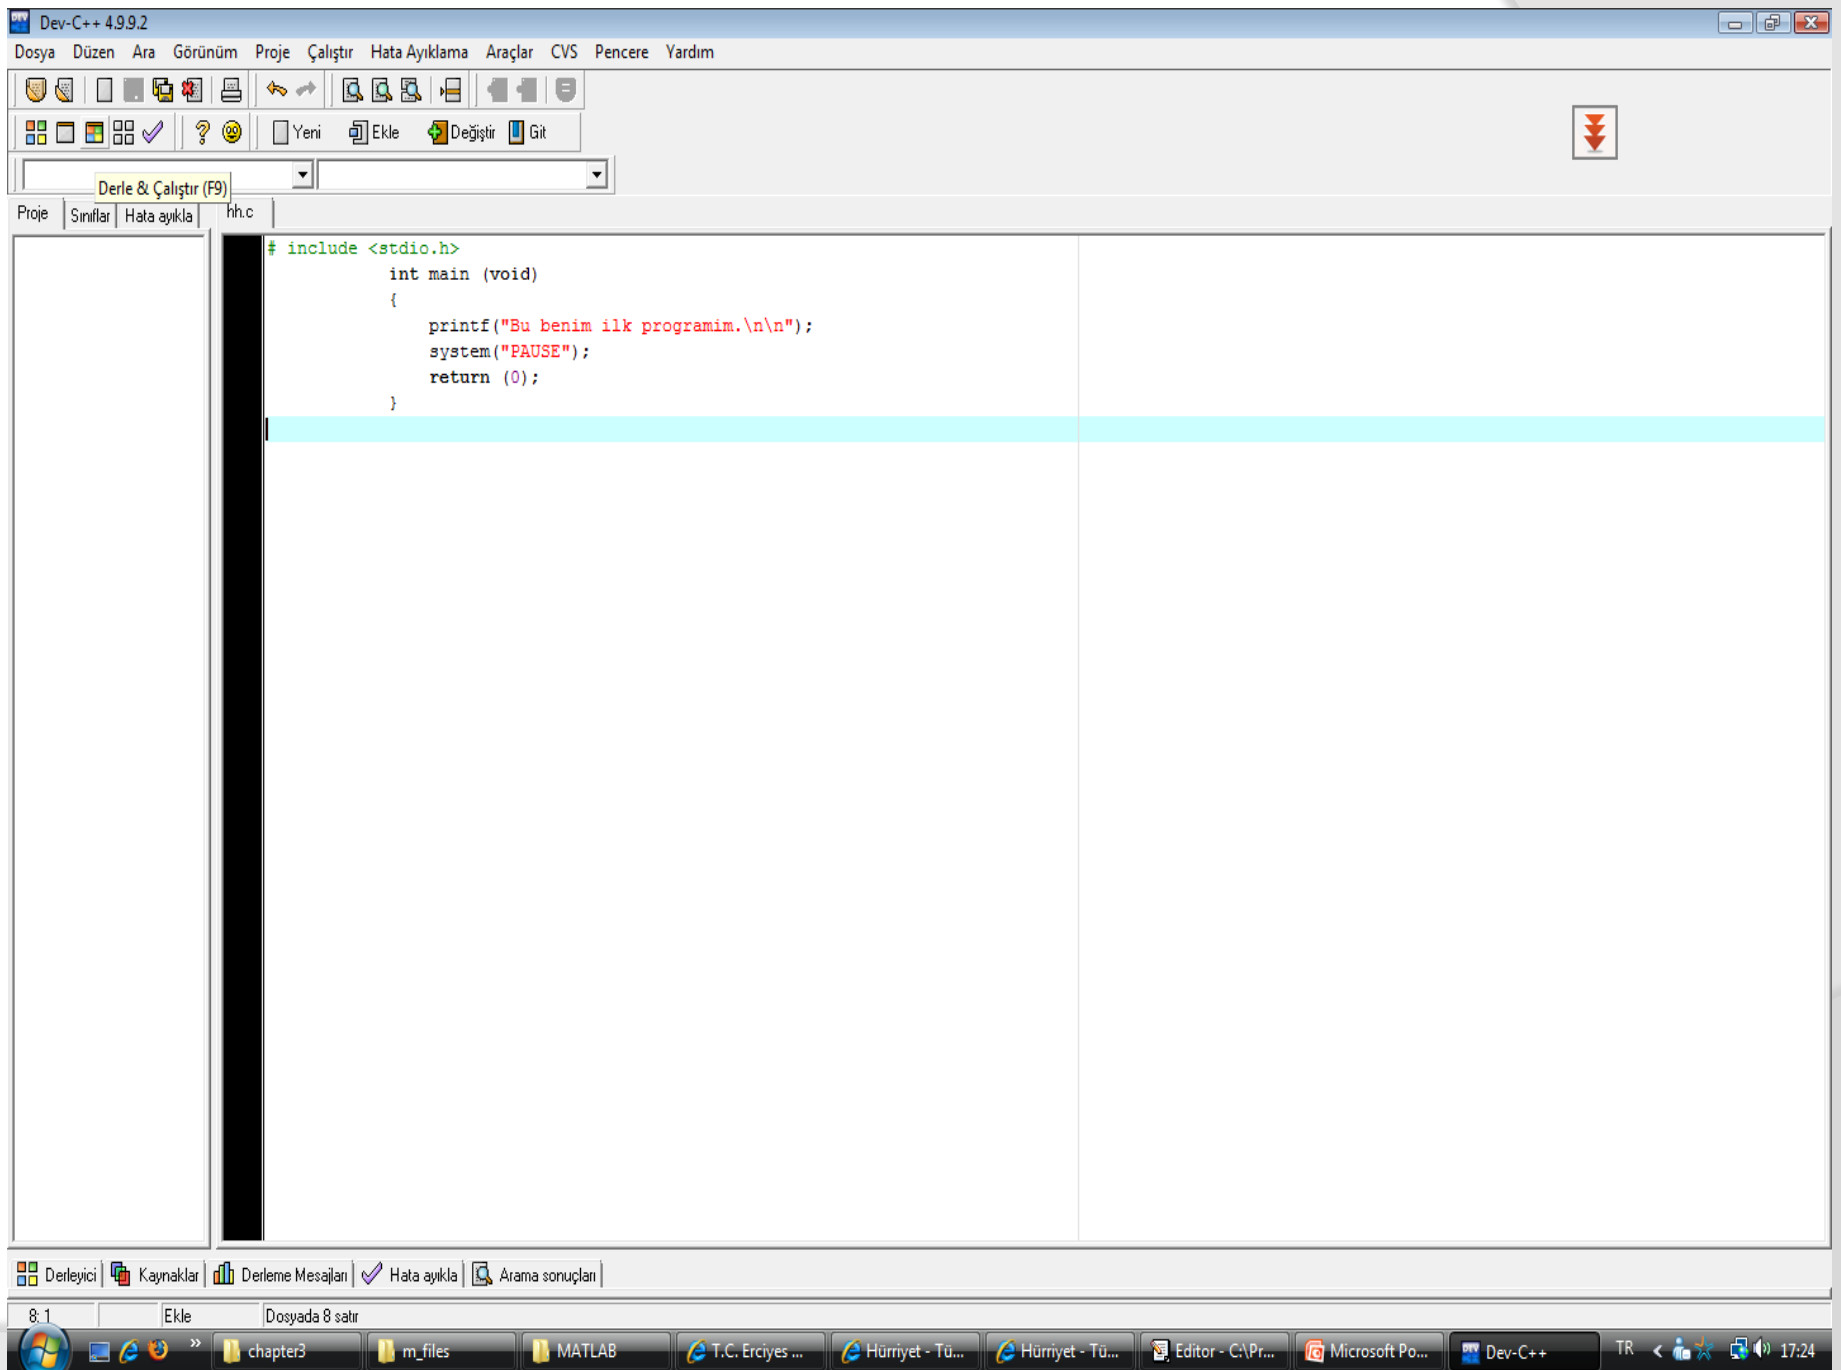 Dev-C++ 4.9.9.2
Dosya Düzen Ara Görünüm Proje Çalıştır Hata Ayıklama Araçlar CVS Pencere Yardım
Yeni Ekle Değiştir Git
Derle & Çalıştır (F9)
Proje Sınıflar Hata ayıkla hh.c
# include <stdio.h>
int main (void)
{
printf("Bu benim ilk programim.\n\n");
system("PAUSE");
return (0);
}
Derleyici Kaynaklar Derleme Mesajları Hata ayıkla Arama sonuçları
8: 1 Ekle Dosyada 8 satır
» chapter3 m_files MATLAB T.C. Erciyes ... Hürriyet - Tü... Hürriyet - Tü... Editor - C:\Pr... Microsoft Po... Dev-C++ TR 17:24